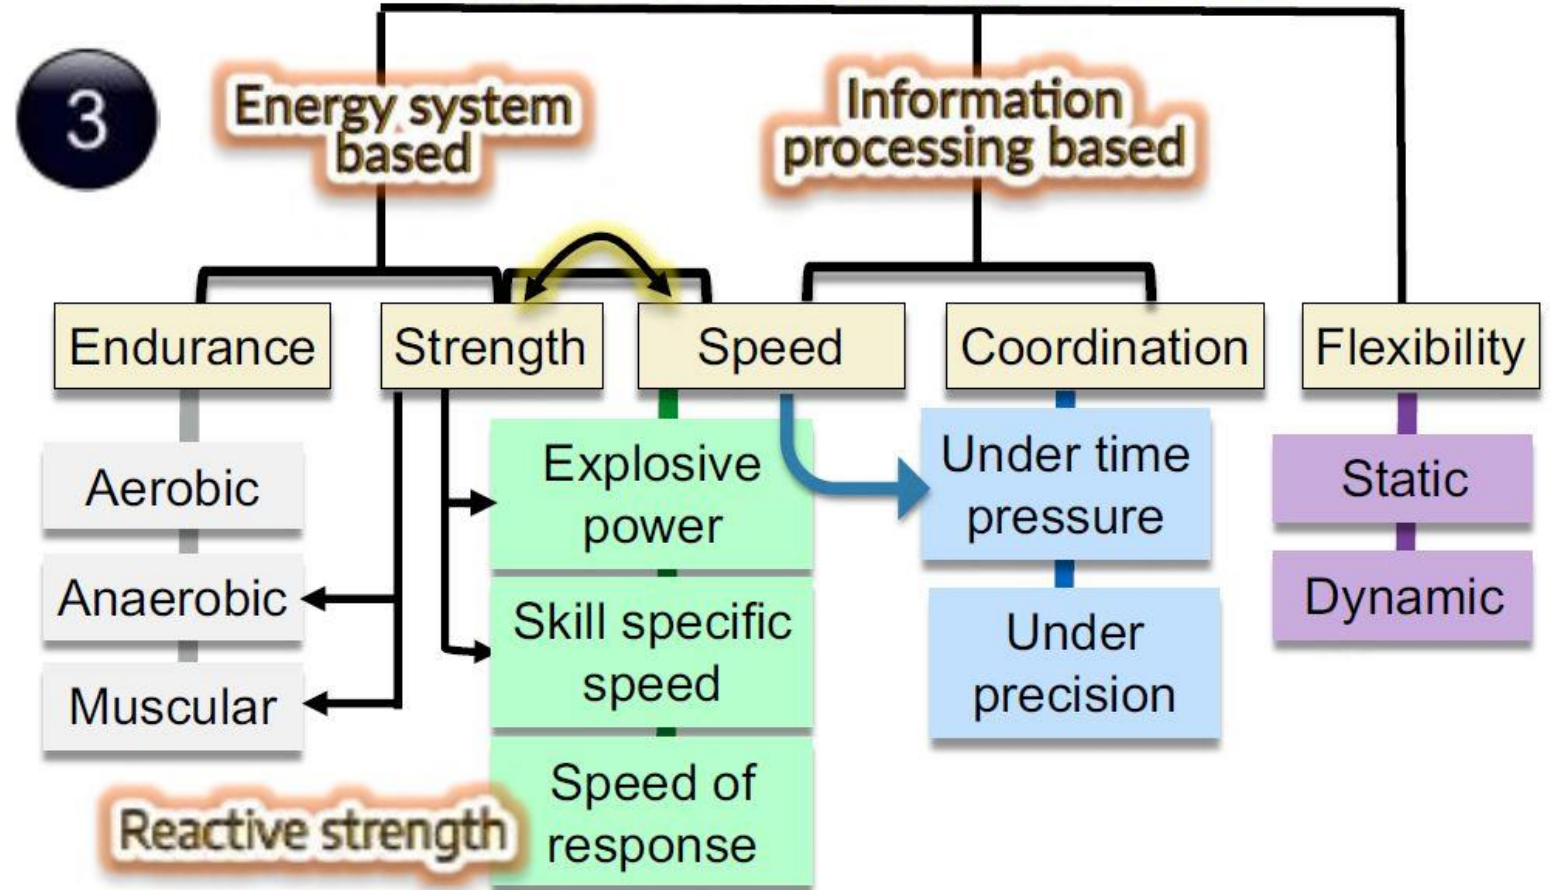 3
Energy system
based
Information
processing based
Endurance
Strength
Speed
Coordination
Flexibility
Aerobic
Anaerobic
Muscular
Explosive
power
Skill specific
speed
Speed of
response
Under time
pressure
Under
precision
Static
Dynamic
Reactive strength